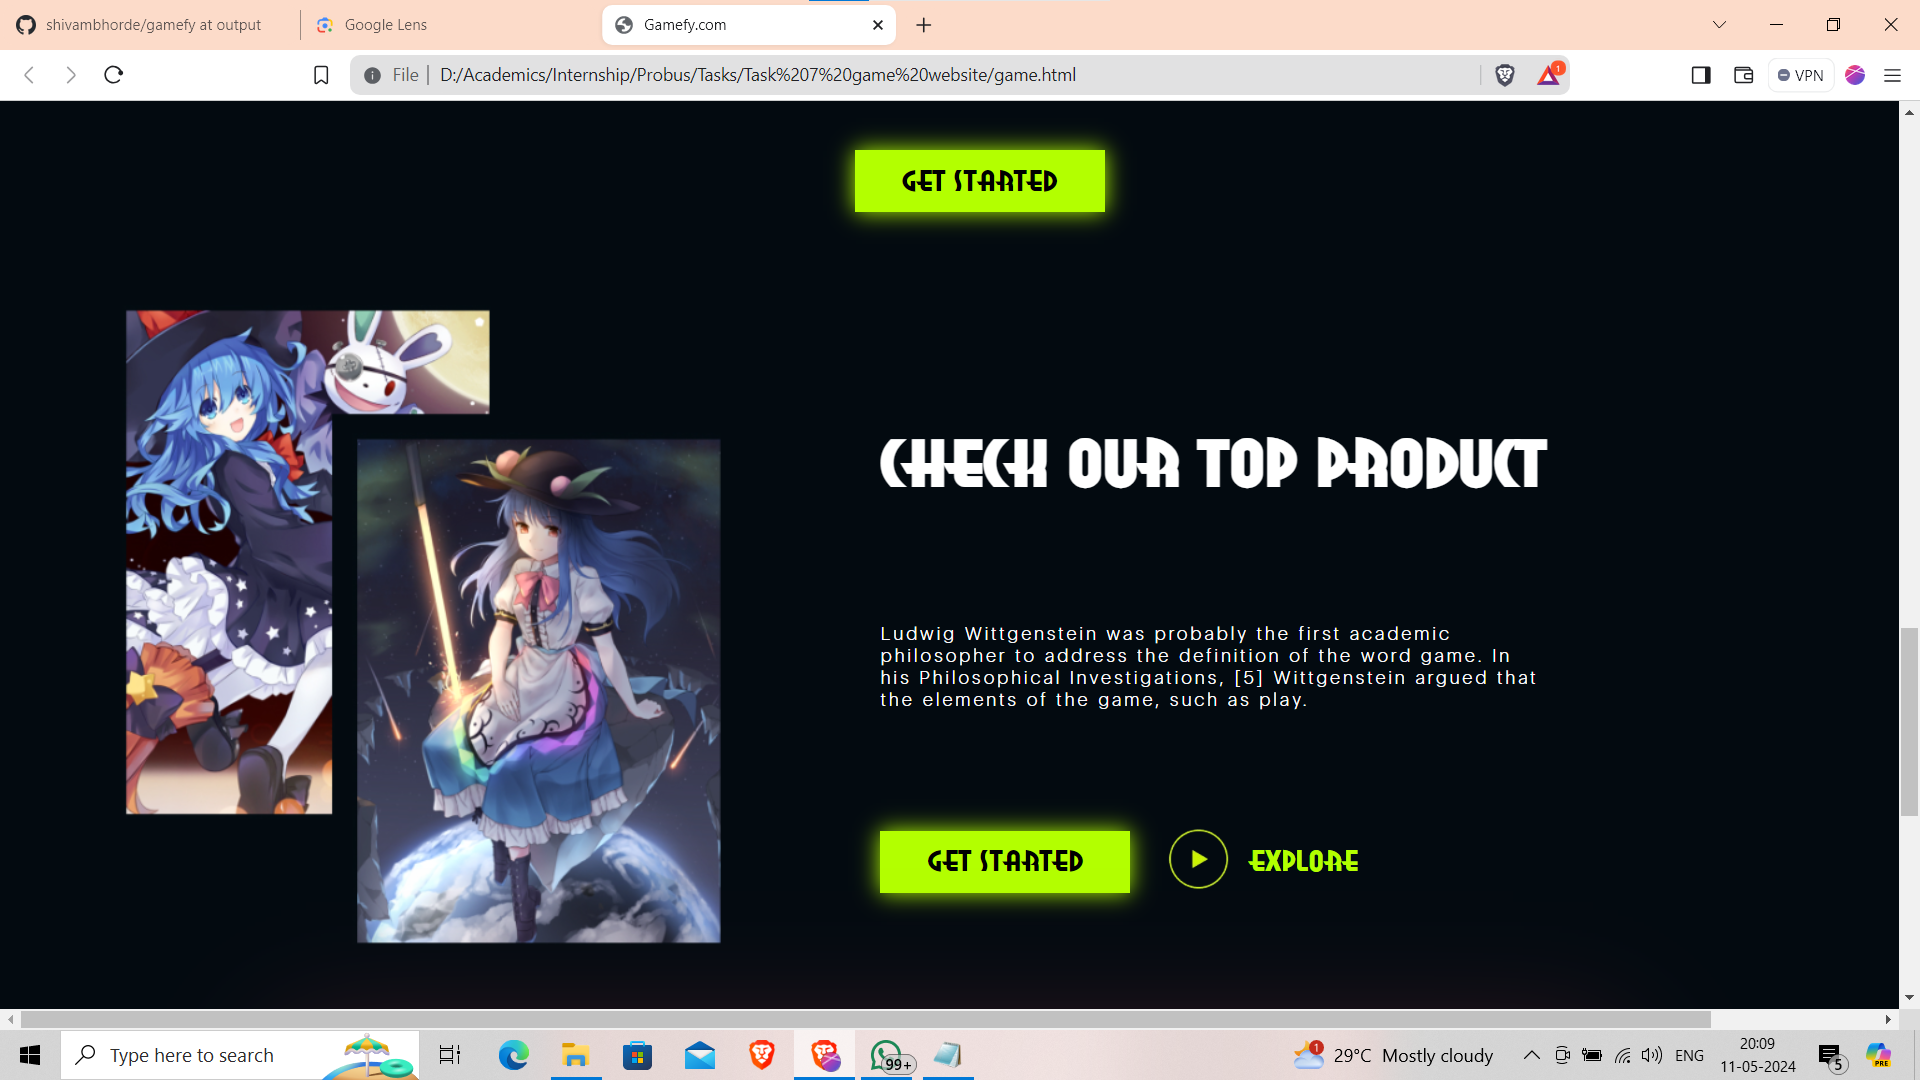 shivambhorde/gamefy at output
Google Lens
Gamefy.com
File
D:/Academics/Internship/Probus/Tasks/Task%207%20game%20website/game.html
1
VPN
GET STARTED
CHECK OUR TOP PRODUCT
Ludwig Wittgenstein was probably the first academic
philosopher to address the definition of the word game. In
his Philosophical Investigations, [5] Wittgenstein argued that
the elements of the game, such as play.
GET STARTED
EXPLORE
Type here to search
99+
1
29°C Mostly cloudy
ENG
20:09
11-05-2024
5
PRE